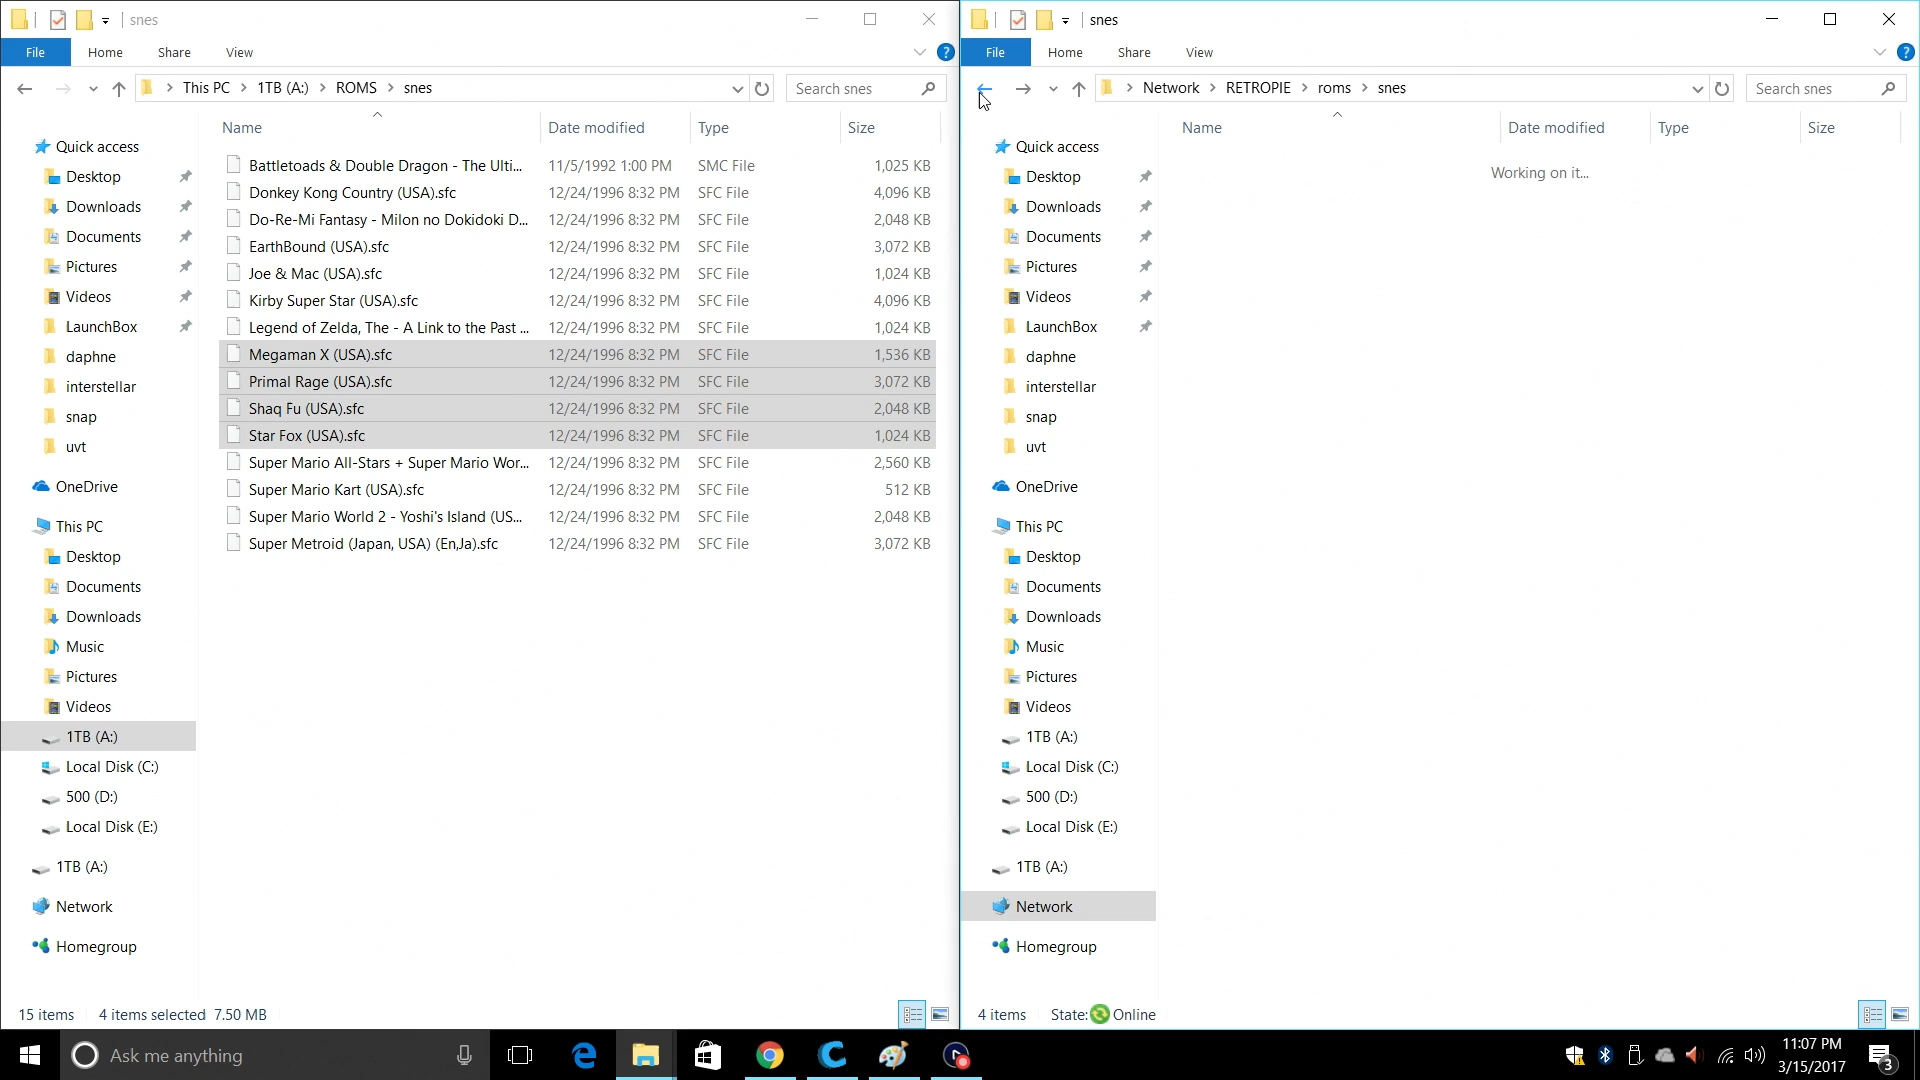 snes
File Home Share View
This PC 1TB (A:) ROMS snes
Search snes
Name Date modified Type Size
Quick access
Desktop
Downloads
Documents
Pictures
Videos
LaunchBox
daphne
interstellar
snap
uvt
OneDrive
This PC
Desktop
Documents
Downloads
Music
Pictures
Videos
1TB (A:)
Local Disk (C:)
500 (D:)
Local Disk (E:)
1TB (A:)
Network
Homegroup
Battletoads & Double Dragon - The Ulti... 11/5/1992 1:00 PM SMC File 1,025 KB
Donkey Kong Country (USA).sfc 12/24/1996 8:32 PM SFC File 4,096 KB
Do-Re-Mi Fantasy - Milon no Dokidoki D... 12/24/1996 8:32 PM SFC File 2,048 KB
EarthBound (USA).sfc 12/24/1996 8:32 PM SFC File 3,072 KB
Joe & Mac (USA).sfc 12/24/1996 8:32 PM SFC File 1,024 KB
Kirby Super Star (USA).sfc 12/24/1996 8:32 PM SFC File 4,096 KB
Legend of Zelda, The - A Link to the Past ... 12/24/1996 8:32 PM SFC File 1,024 KB
Megaman X (USA).sfc 12/24/1996 8:32 PM SFC File 1,536 KB
Primal Rage (USA).sfc 12/24/1996 8:32 PM SFC File 3,072 KB
Shaq Fu (USA).sfc 12/24/1996 8:32 PM SFC File 2,048 KB
Star Fox (USA).sfc 12/24/1996 8:32 PM SFC File 1,024 KB
Super Mario All-Stars + Super Mario Wor... 12/24/1996 8:32 PM SFC File 2,560 KB
Super Mario Kart (USA).sfc 12/24/1996 8:32 PM SFC File 512 KB
Super Mario World 2 - Yoshi's Island (US... 12/24/1996 8:32 PM SFC File 2,048 KB
Super Metroid (Japan, USA) (En,Ja).sfc 12/24/1996 8:32 PM SFC File 3,072 KB
15 items 4 items selected 7.50 MB
snes
File Home Share View
?
?
Network RETROPIE roms snes
Search snes
Name Date modified Type Size
Working on it...
Quick access
Desktop
Downloads
Documents
Pictures
Videos
LaunchBox
daphne
interstellar
snap
uvt
OneDrive
This PC
Desktop
Documents
Downloads
Music
Pictures
Videos
1TB (A:)
Local Disk (C:)
500 (D:)
Local Disk (E:)
1TB (A:)
Network
Homegroup
4 items State: Online
Ask me anything
11:07 PM
3/15/2017
3